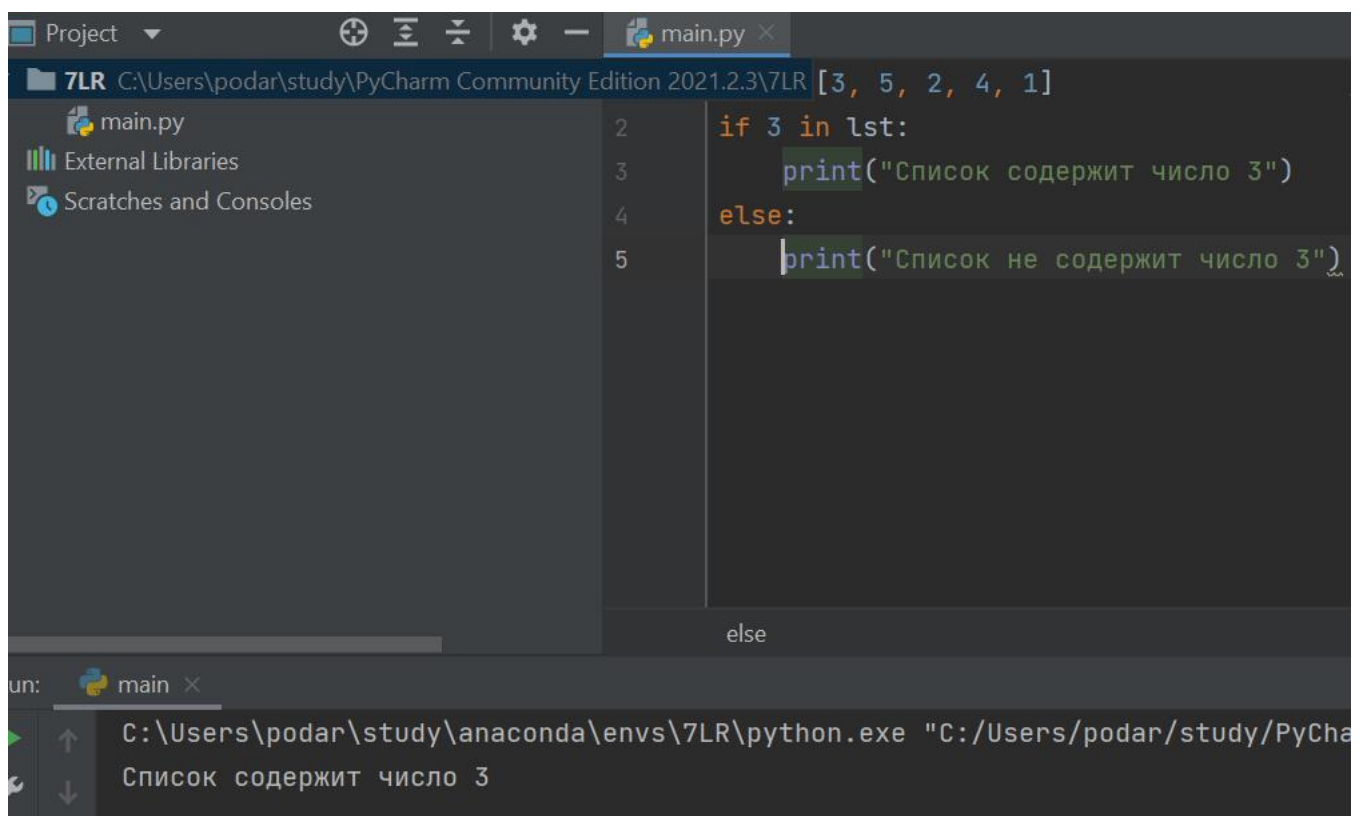 Project
main.py
7LR C:\Users\podar\study\PyCharm Community Edition 2021.2.3\7LR
[3, 5, 2, 4, 1]
main.py
External Libraries
Scratches and Consoles
2 if 3 in lst:
3 print("Список содержит число 3")
4 else:
5 print("Список не содержит число 3")
else
un: main
C:\Users\podar\study\anaconda\envs\7LR\python.exe "C:/Users/podar/study/PyCha
Список содержит число 3